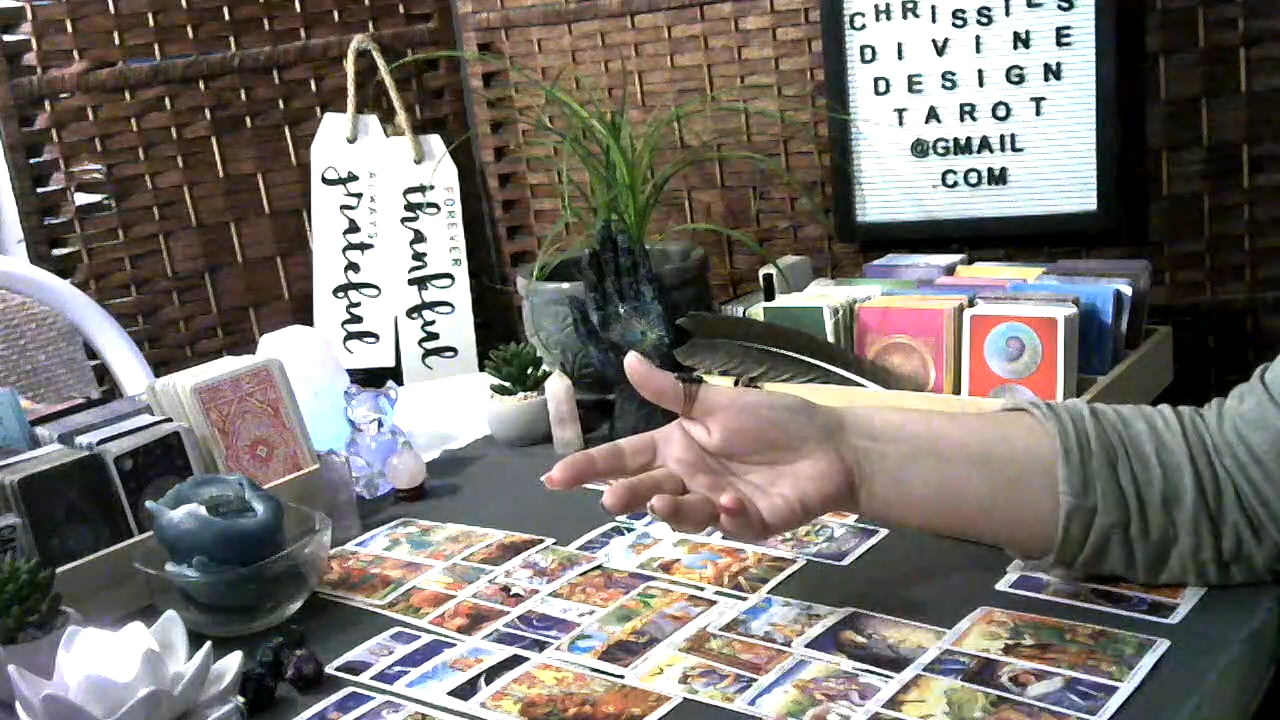 CHRISSIES
DIVINE
DESIGN
TAROT
@GMAIL
.COM
ALWAYS
grateful
FOREVER
thankful